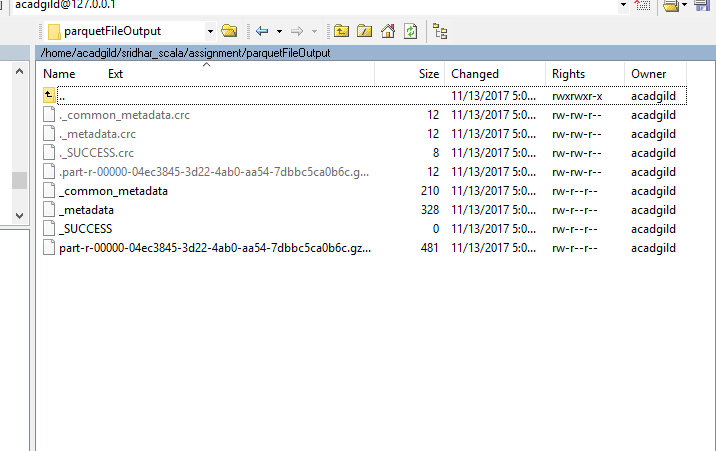 acadgild@127.0.0.1
parquetFileOutput
/home/acadgild/sridhar_scala/assignment/parquetFileOutput
Name Ext Size Changed Rights Owner
.. 11/13/2017 5:0... rwxrwxr-x acadgild
._common_metadata.crc 12 11/13/2017 5:0... rw-rw-r-- acadgild
._metadata.crc 12 11/13/2017 5:0... rw-rw-r-- acadgild
._SUCCESS.crc 8 11/13/2017 5:0... rw-rw-r-- acadgild
.part-r-00000-04ec3845-3d22-4ab0-aa54-7dbbc5ca0b6c.g... 12 11/13/2017 5:0... rw-rw-r-- acadgild
_common_metadata 210 11/13/2017 5:0... rw-r--r-- acadgild
_metadata 328 11/13/2017 5:0... rw-r--r-- acadgild
_SUCCESS 0 11/13/2017 5:0... rw-r--r-- acadgild
part-r-00000-04ec3845-3d22-4ab0-aa54-7dbbc5ca0b6c.gz... 481 11/13/2017 5:0... rw-r--r-- acadgild